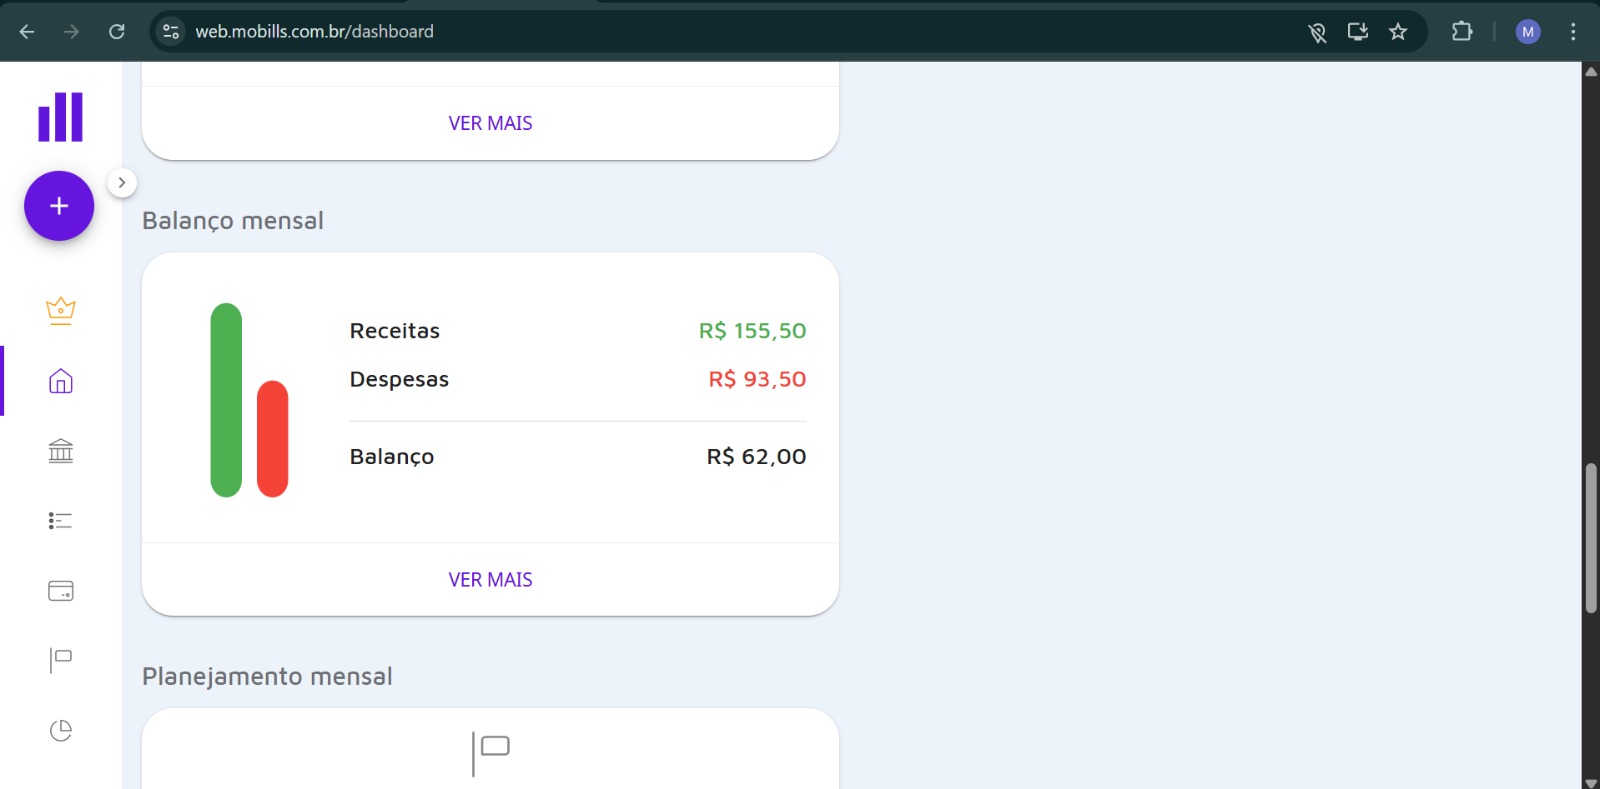 web.mobills.com.br/dashboard
M
VER MAIS
Balanço mensal
Receitas R$ 155,50
Despesas R$ 93,50
Balanço R$ 62,00
VER MAIS
Planejamento mensal